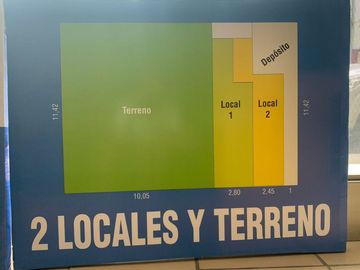 Depósito
11,42
Terreno
Local
1
Local
2
11,42
10,05
2,80
2,45
1
2 LOCALES Y TERRENO